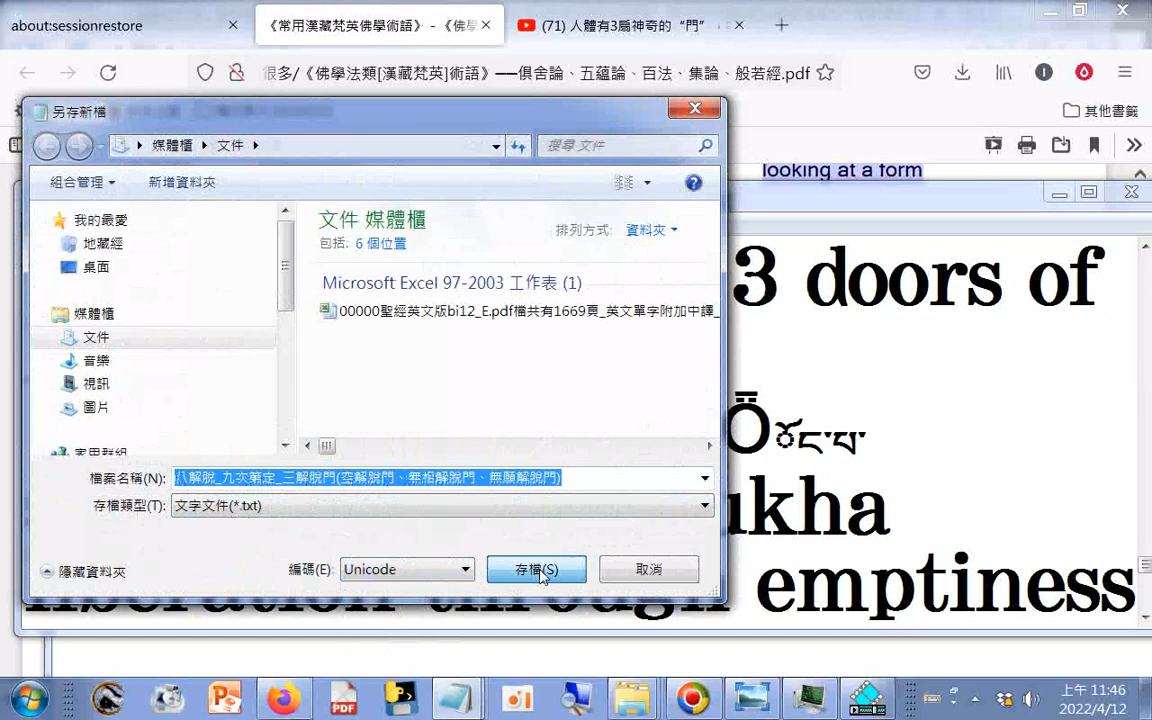 about:sessionrestore
《常用漢藏梵英佛學術語》 - 《佛學
(71) 人體有3扇神奇的“門”
很多/《佛學法類[漢藏梵英]術語》──俱舍論、五蘊論、百法、集論、般若經.pdf
其他書籤
looking at a form
另存新檔
媒體櫃 文件
搜尋 文件
組合管理
新增資料夾
我的最愛
地藏經
桌面
媒體櫃
文件
音樂
視訊
圖片
家用群組
文件 媒體櫃
包括: 6 個位置
排列方式: 資料夾
Microsoft Excel 97-2003 工作表 (1)
00000聖經英文版bi12_E.pdf檔共有1669頁_英文單字附加中譯_
檔案名稱(N):
八解脫_九次第定_三解脫門(空解脫門、無相解脫門、無願解脫門)
存檔類型(T):
文字文件(*.txt)
隱藏資料夾
編碼(E):
Unicode
存檔(S)
取消
3 doors of
ukha
liberation through emptiness
上午 11:46
2022/4/12